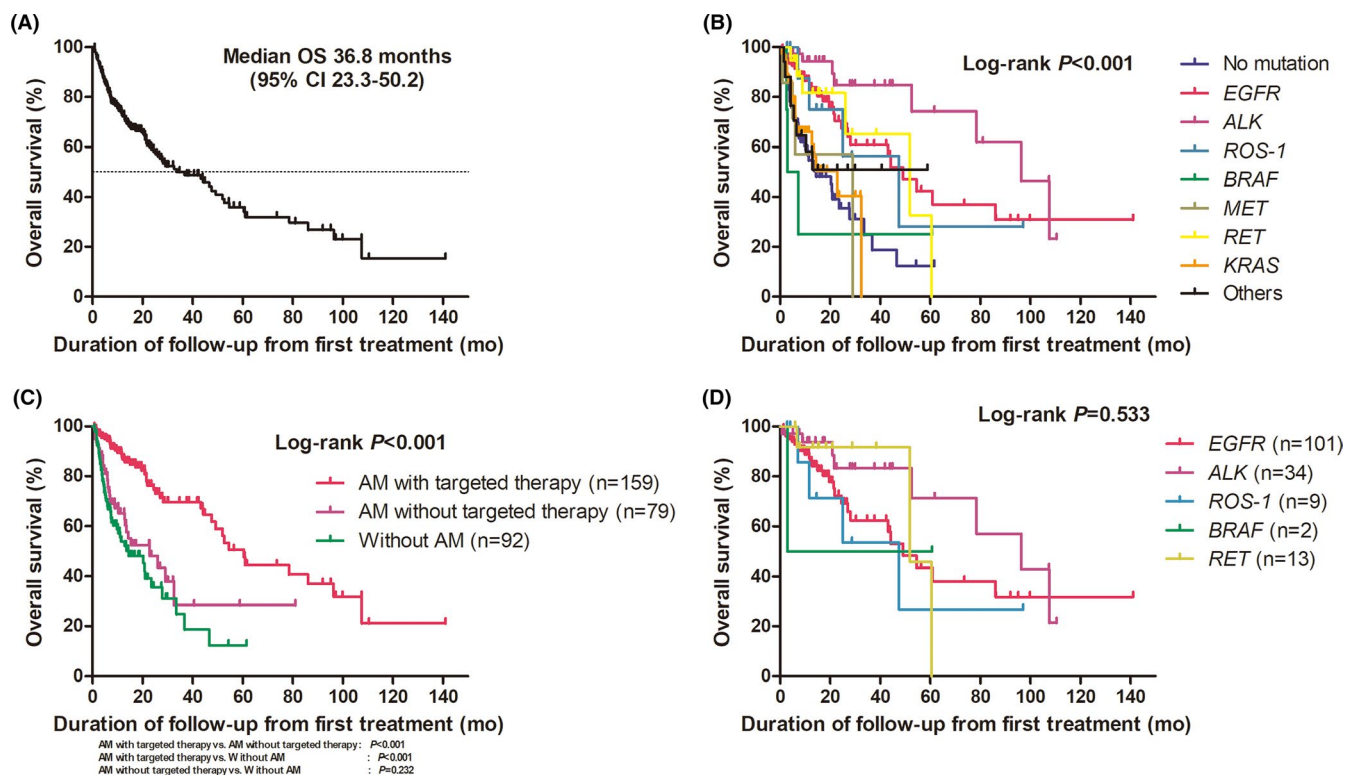 (A)
Median OS 36.8 months
(95% CI 23.3-50.2)
Overall survival (%)
100
80
60
40
20
0
0 20 40 60 80 100 120 140
Duration of follow-up from first treatment (mo)
(B)
Log-rank P<0.001
Overall survival (%)
100
80
60
40
20
0
0 20 40 60 80 100 120 140
Duration of follow-up from first treatment (mo)
No mutation
EGFR
ALK
ROS-1
BRAF
MET
RET
KRAS
Others
(C)
Log-rank P<0.001
AM with targeted therapy (n=159)
AM without targeted therapy (n=79)
Without AM (n=92)
Overall survival (%)
100
80
60
40
20
0
0 20 40 60 80 100 120 140
Duration of follow-up from first treatment (mo)
AM with targeted therapy vs. AM without targeted therapy : P<0.001
AM with targeted therapy vs. Without AM : P<0.001
AM without targeted therapy vs. Without AM : P=0.232
(D)
Log-rank P=0.533
Overall survival (%)
100
80
60
40
20
0
0 20 40 60 80 100 120 140
Duration of follow-up from first treatment (mo)
EGFR (n=101)
ALK (n=34)
ROS-1 (n=9)
BRAF (n=2)
RET (n=13)